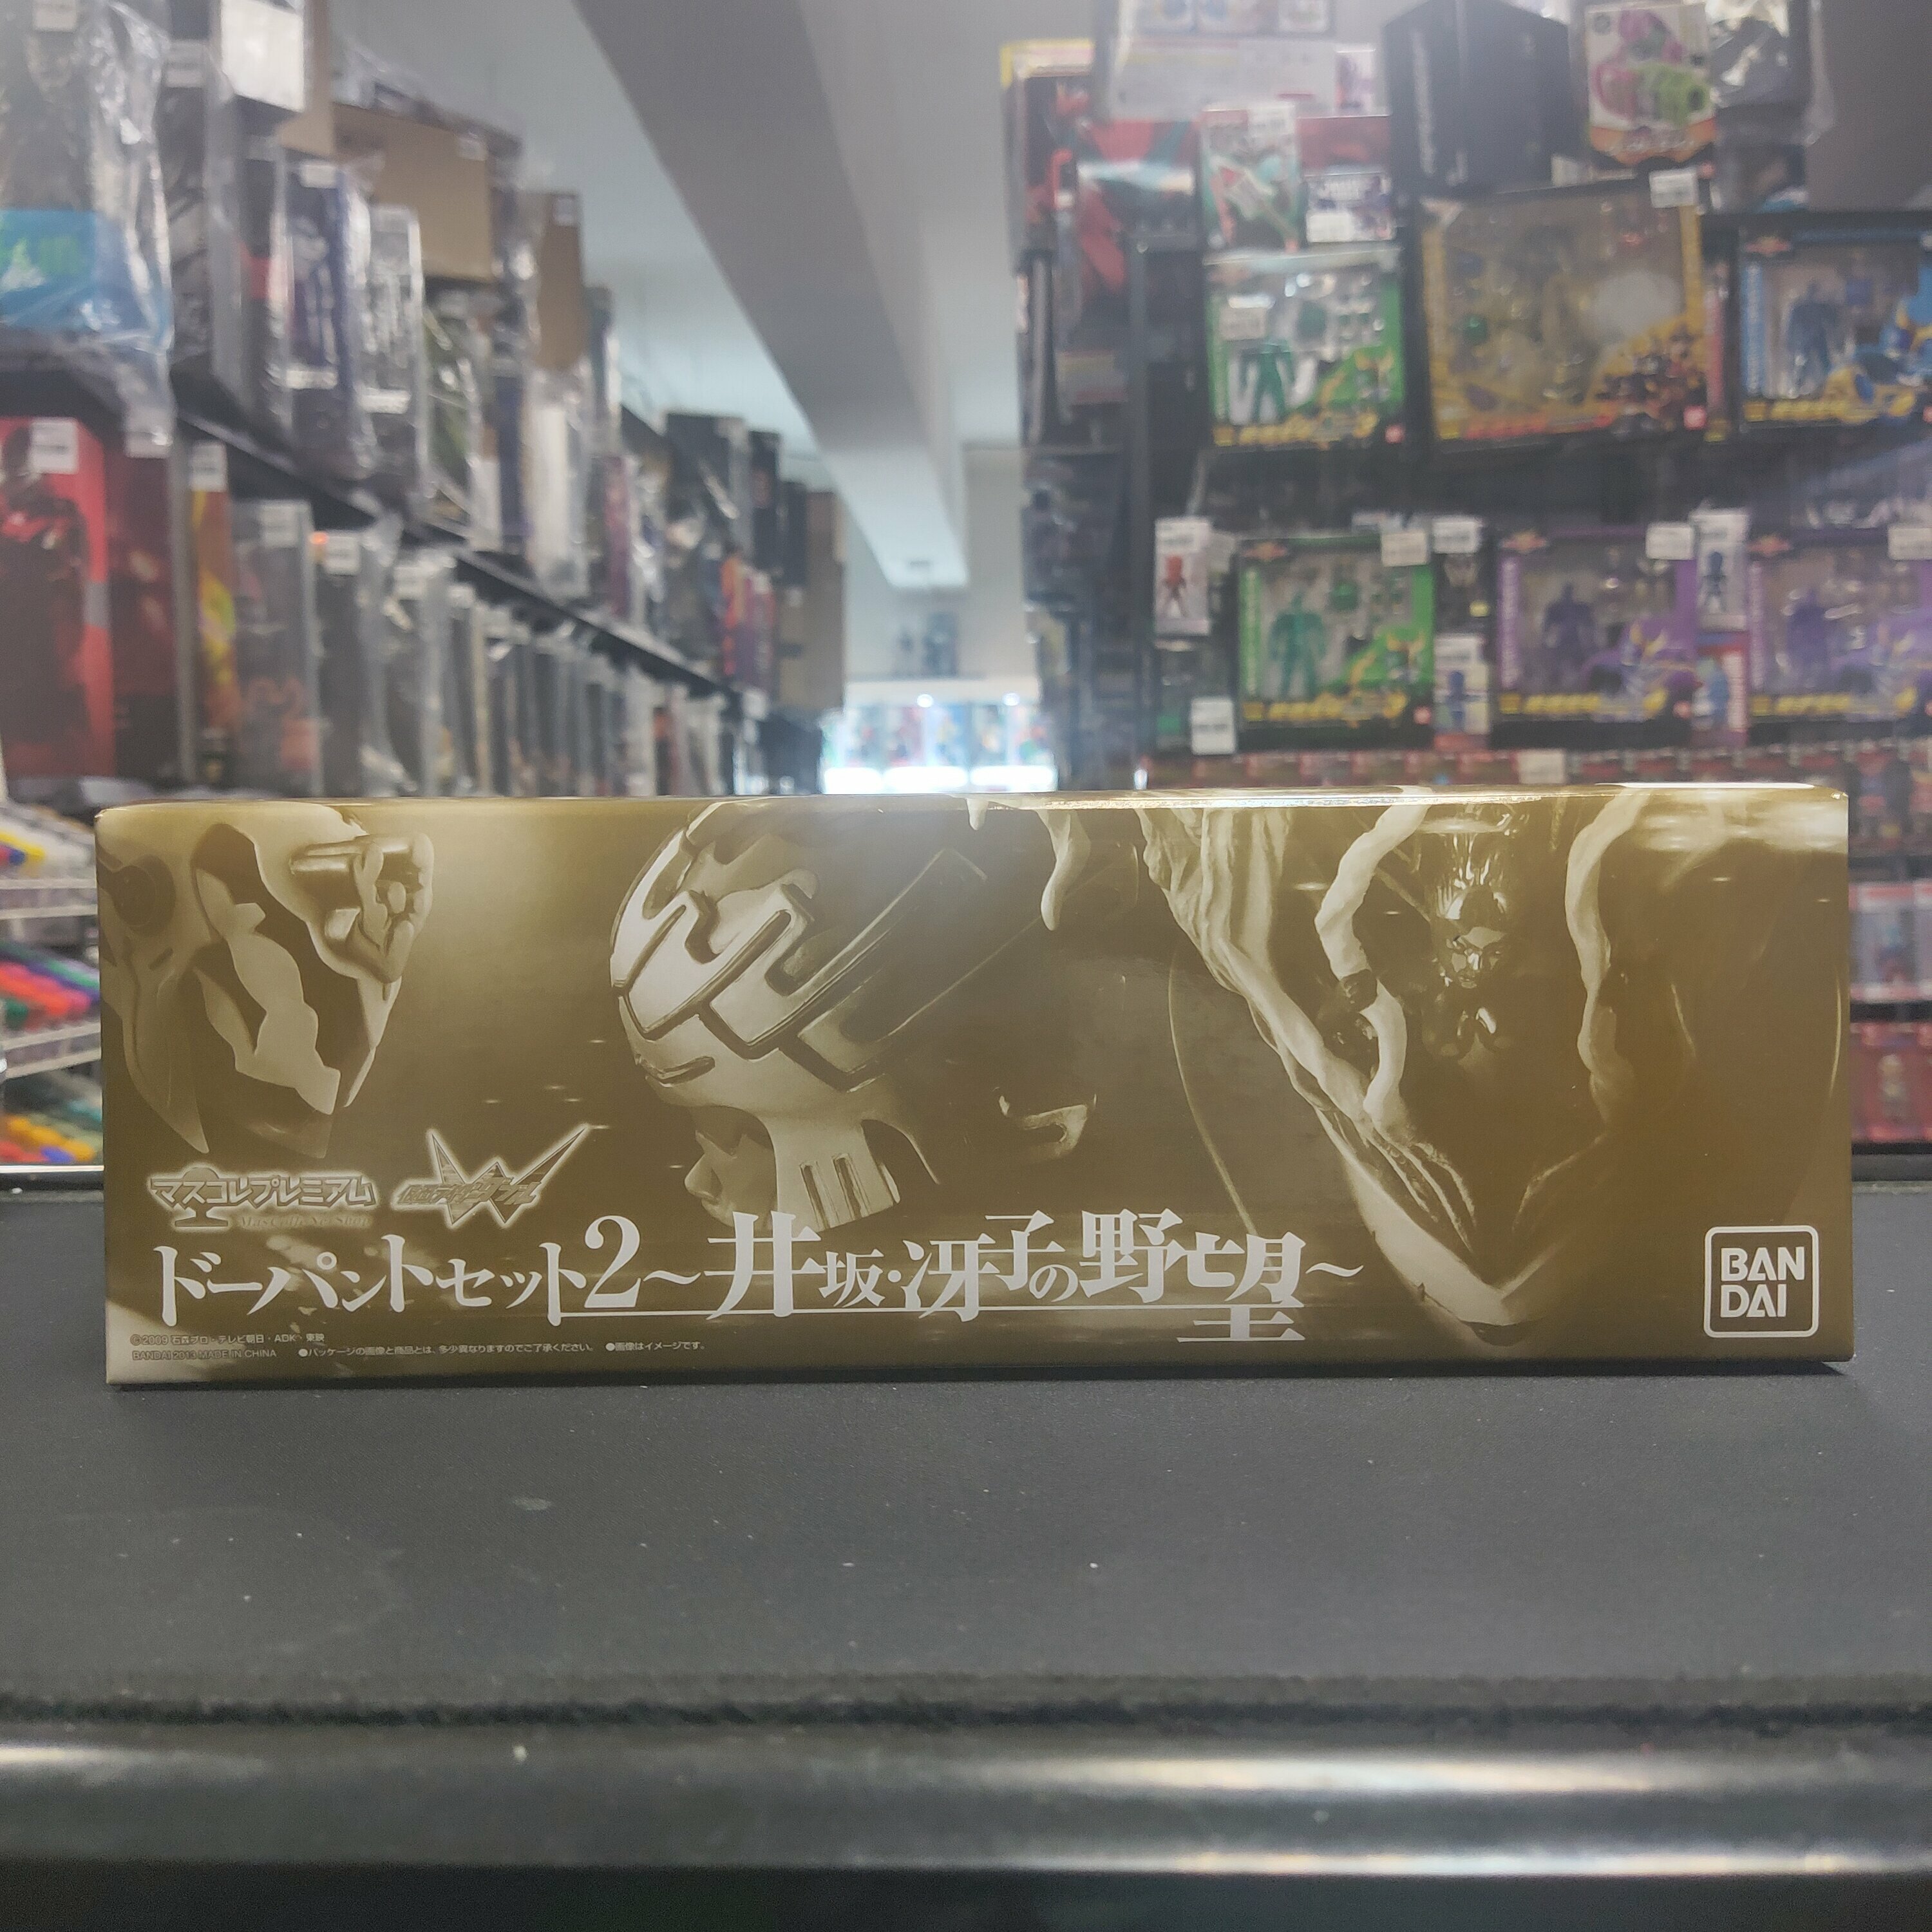 マスコレプレミアム
仮面ライダーW
ドーパントセット2～井坂・冴子の野望～
©2009 石森プロ・テレビ朝日・ADK・東映
BANDAI 2013 MADE IN CHINA ●パッケージの画像と商品とは、多少異なりますのでご了承ください。 ●画像はイメージです。
BAN
DAI